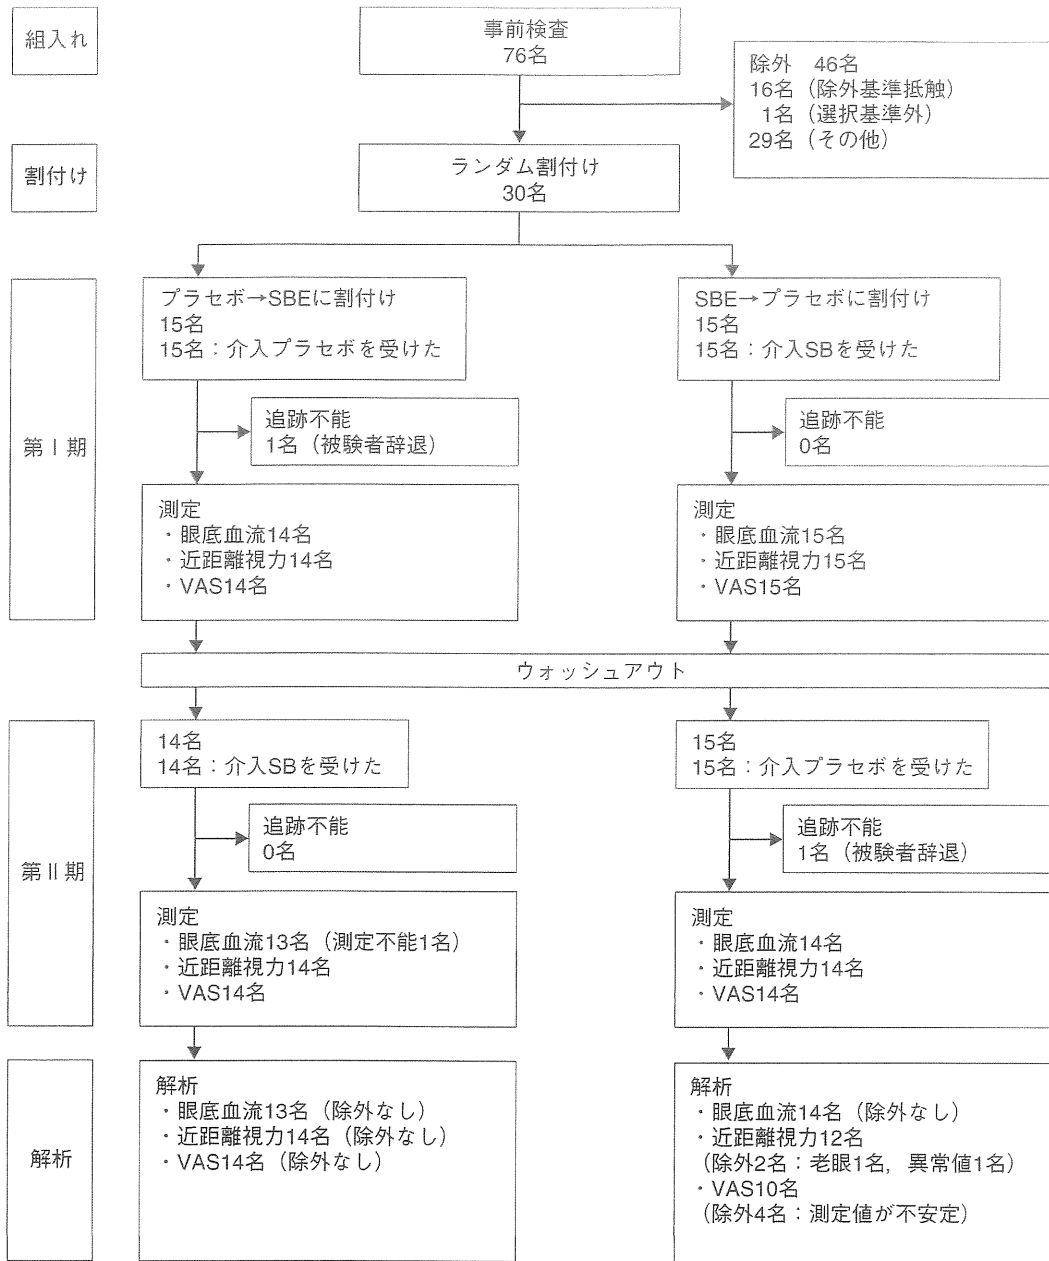 組入れ
事前検査
76名
除外 46名
16名（除外基準抵触）
1名（選択基準外）
29名（その他）
割付け
ランダム割付け
30名
第Ⅰ期
プラセボ→SBEに割付け
15名
15名：介入プラセボを受けた
SBE→プラセボに割付け
15名
15名：介入SBを受けた
追跡不能
1名（被験者辞退）
追跡不能
0名
測定
・眼底血流14名
・近距離視力14名
・VAS14名
測定
・眼底血流15名
・近距離視力15名
・VAS15名
ウォッシュアウト
第Ⅱ期
14名
14名：介入SBを受けた
15名
15名：介入プラセボを受けた
追跡不能
0名
追跡不能
1名（被験者辞退）
測定
・眼底血流13名（測定不能1名）
・近距離視力14名
・VAS14名
測定
・眼底血流14名
・近距離視力14名
・VAS14名
解析
解析
・眼底血流13名（除外なし）
・近距離視力14名（除外なし）
・VAS14名（除外なし）
解析
・眼底血流14名（除外なし）
・近距離視力12名
（除外2名：老眼1名，異常値1名）
・VAS10名
（除外4名：測定値が不安定）